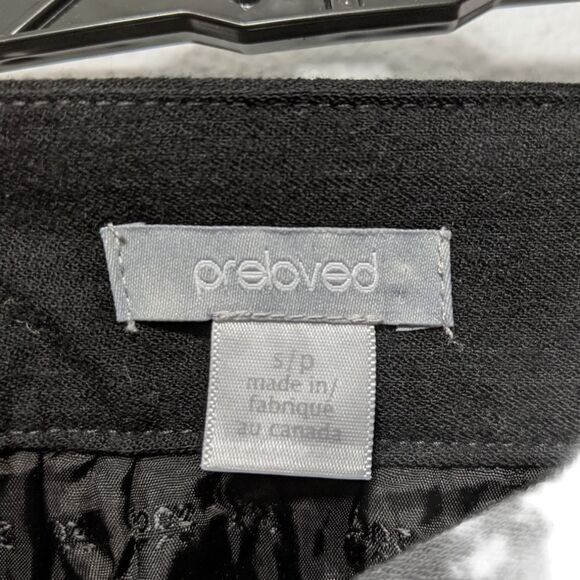 preloved
s/p
made in/
fabriqué
au canada